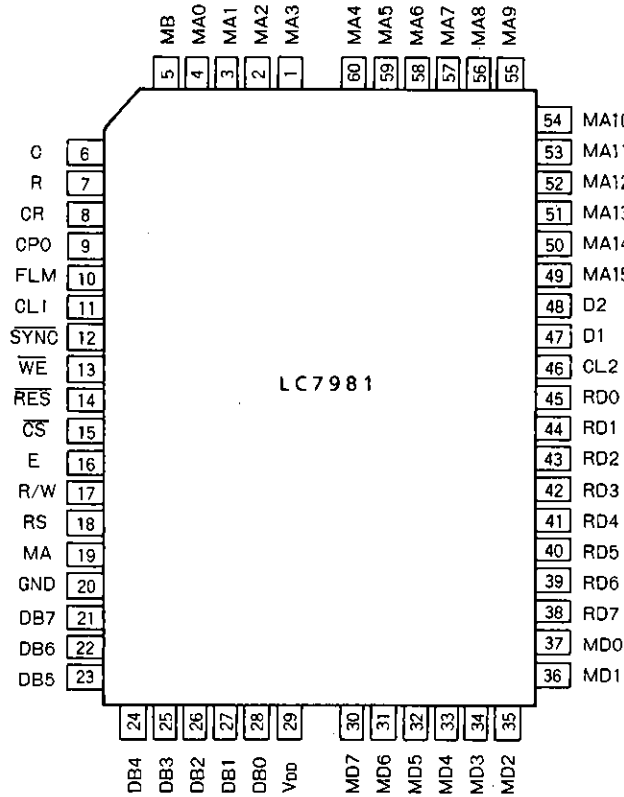 MB MA0 MA1 MA2 MA3 MA4 MA5 MA6 MA7 MA8 MA9
5 4 3 2 1 60 59 58 57 56 55
54 MA10
C 6 53 MA11
R 7 52 MA12
CR 8 51 MA13
CPO 9 50 MA14
FLM 10 49 MA15
CL1 11 48 D2
SYNC 12 47 D1
WE 13 46 CL2
LC7981
RES 14 45 RD0
CS 15 44 RD1
E 16 43 RD2
R/W 17 42 RD3
RS 18 41 RD4
MA 19 40 RD5
GND 20 39 RD6
DB7 21 38 RD7
DB6 22 37 MD0
DB5 23 36 MD1
24 25 26 27 28 29 30 31 32 33 34 35
DB4 DB3 DB2 DB1 DB0 VDD MD7 MD6 MD5 MD4 MD3 MD2